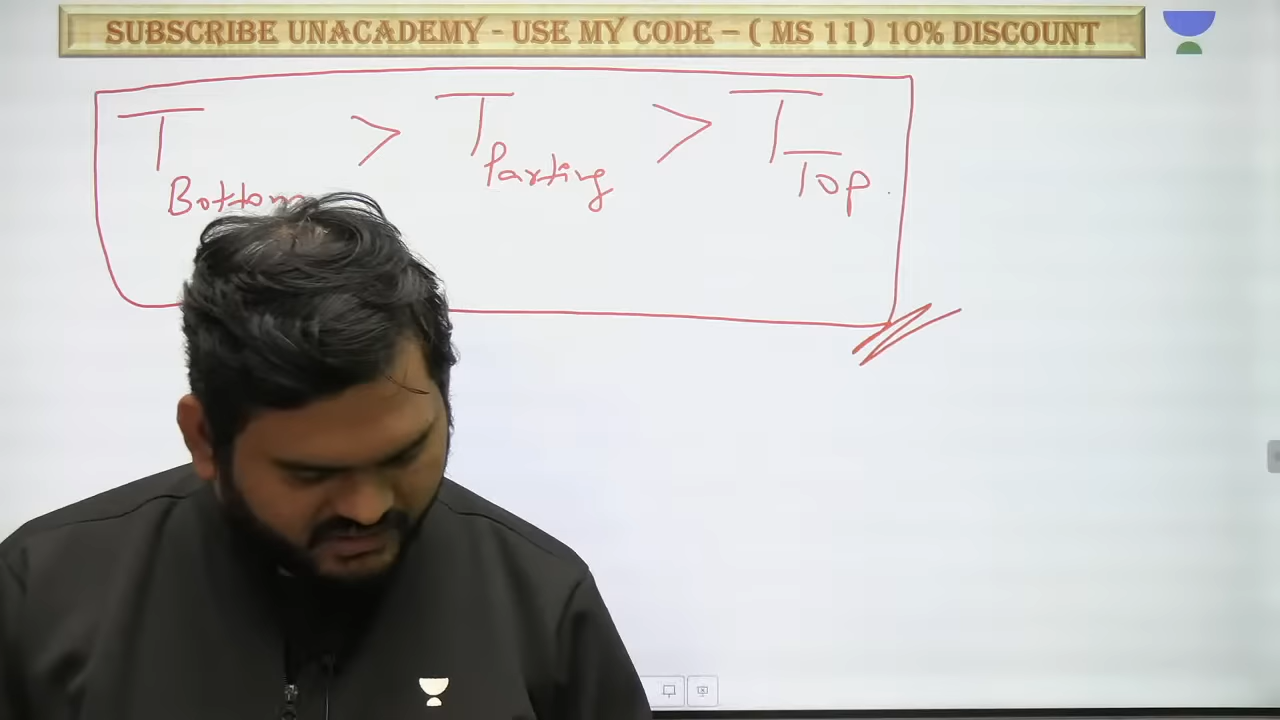 SUBSCRIBE UNACADEMY - USE MY CODE – ( MS 11) 10% DISCOUNT
T Bottom > T Parting > T Top